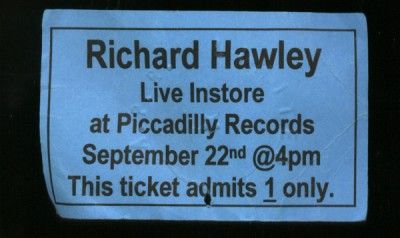 Richard Hawley
Live Instore
at Piccadilly Records
September 22nd @4pm
This ticket admits 1 only.